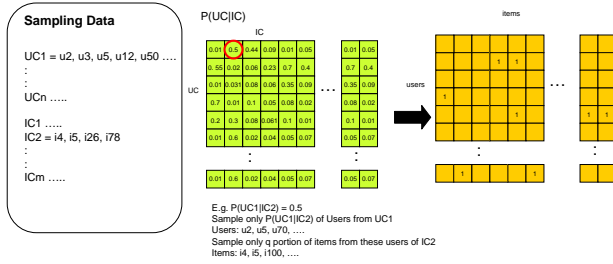 Sampling Data
UC1 = u2, u3, u5, u12, u50 ….
:
:
UCn …..
IC1 …..
IC2 = i4, i5, i26, i78
:
:
ICm …..
P(UC|IC)
IC
UC
0.01 0.5 0.44 0.09 0.01 0.05 0.01 0.05
0.55 0.02 0.06 0.23 0.7 0.4 0.7 0.4
0.01 0.031 0.08 0.06 0.35 0.09 … 0.35 0.09
0.7 0.01 0.1 0.05 0.08 0.02 0.08 0.02
0.2 0.3 0.08 0.061 0.1 0.01 0.1 0.01
0.01 0.6 0.02 0.04 0.05 0.07 0.05 0.07
: :
0.01 0.6 0.02 0.04 0.05 0.07 0.05 0.07
items
users
1 1
…
1
1 1 1
: :
1 1 1
E.g. P(UC1|IC2) = 0.5
Sample only P(UC1|IC2) of Users from UC1
Users: u2, u5, u70, ….
Sample only q portion of items from these users of IC2
Items: i4, i5, i100, ….